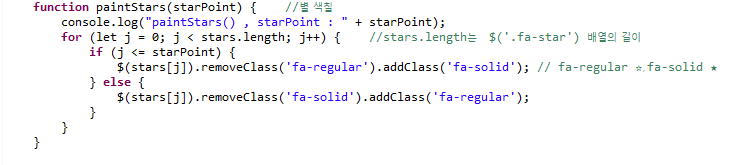 function paintStars(starPoint) {    //별 색칠
    console.log("paintStars() , starPoint : " + starPoint);
    for (let j = 0; j < stars.length; j++) {    //stars.length는  $('.fa-star') 배열의 길이
        if (j <= starPoint) {
            $(stars[j]).removeClass('fa-regular').addClass('fa-solid'); // fa-regular ☆,fa-solid ★
        } else {
            $(stars[j]).removeClass('fa-solid').addClass('fa-regular');
        }
    }
}